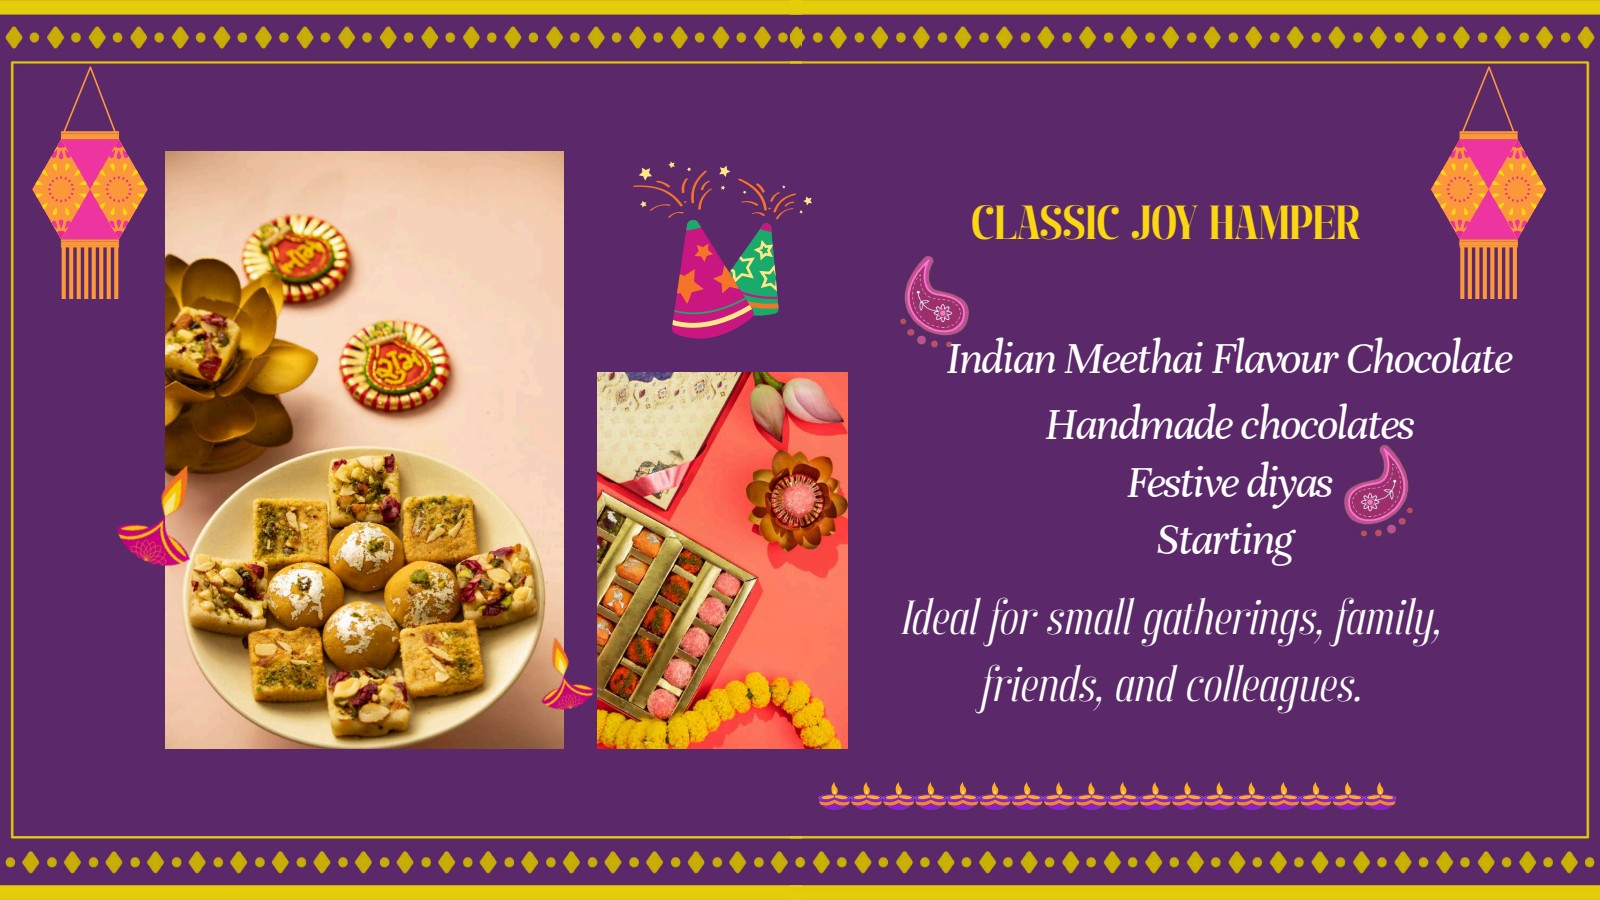 लाभ
शुभ
CLASSIC JOY HAMPER
Indian Meethai Flavour Chocolate
Handmade chocolates
Festive diyas
Starting
Ideal for small gatherings, family,
friends, and colleagues.